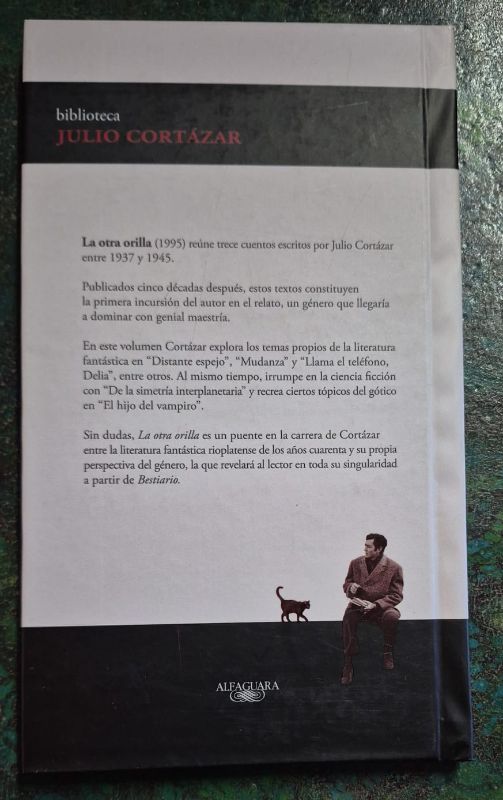 biblioteca
JULIO CORTÁZAR
La otra orilla (1995) reúne trece cuentos escritos por Julio Cortázar
entre 1937 y 1945.
Publicados cinco décadas después, estos textos constituyen
la primera incursión del autor en el relato, un género que llegaría
a dominar con genial maestría.
En este volumen Cortázar explora los temas propios de la literatura
fantástica en “Distante espejo”, “Mudanza” y “Llama el teléfono,
Delia”, entre otros. Al mismo tiempo, irrumpe en la ciencia ficción
con “De la simetría interplanetaria” y recrea ciertos tópicos del gótico
en “El hijo del vampiro”.
Sin dudas, La otra orilla es un puente en la carrera de Cortázar
entre la literatura fantástica rioplatense de los años cuarenta y su propia
perspectiva del género, la que revelará al lector en toda su singularidad
a partir de Bestiario.
ALFAGUARA